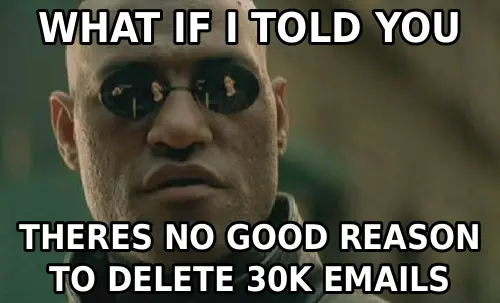 WHAT IF I TOLD YOU
THERES NO GOOD REASON
TO DELETE 30K EMAILS